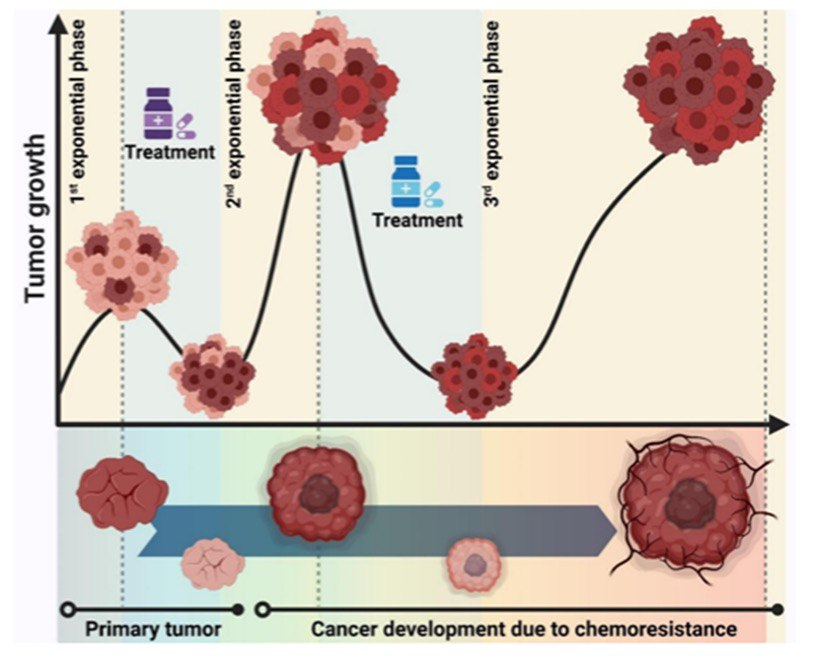 Tumor growth
1st exponential phase
Treatment
2nd exponential phase
Treatment
3rd exponential phase
Primary tumor
Cancer development due to chemoresistance